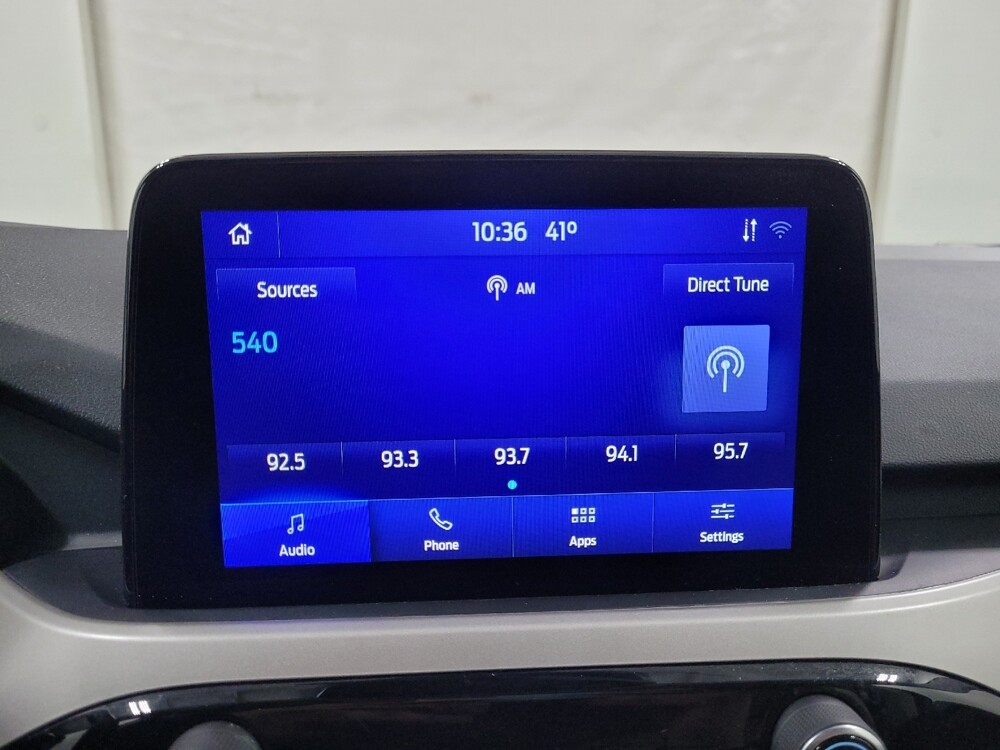 10:36 41º
Sources
AM
Direct Tune
540
92.5 93.3 93.7 94.1 95.7
Audio Phone Apps Settings